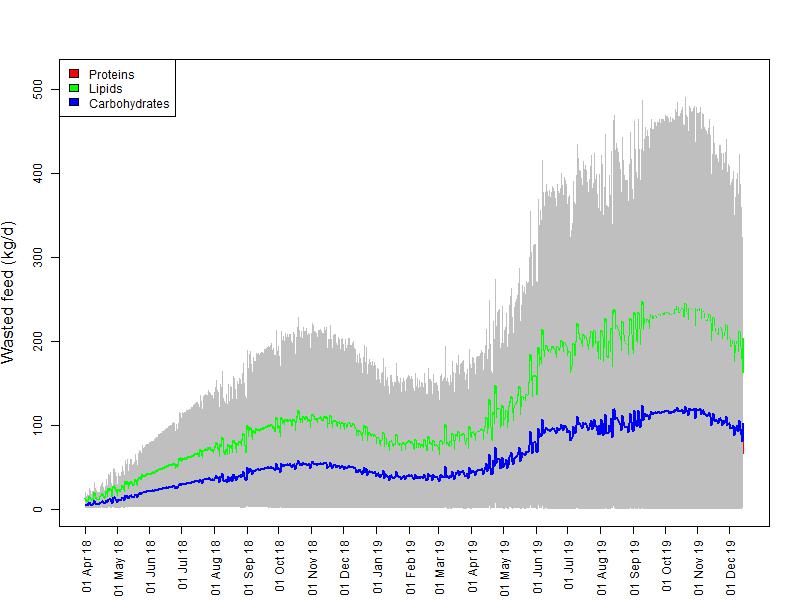 Proteins
Lipids
Carbohydrates
Wasted feed (kg/d)
500
400
300
200
100
0
01 Apr 18
01 May 18
01 Jun 18
01 Jul 18
01 Aug 18
01 Sep 18
01 Oct 18
01 Nov 18
01 Dec 18
01 Jan 19
01 Feb 19
01 Mar 19
01 Apr 19
01 May 19
01 Jun 19
01 Jul 19
01 Aug 19
01 Sep 19
01 Oct 19
01 Nov 19
01 Dec 19